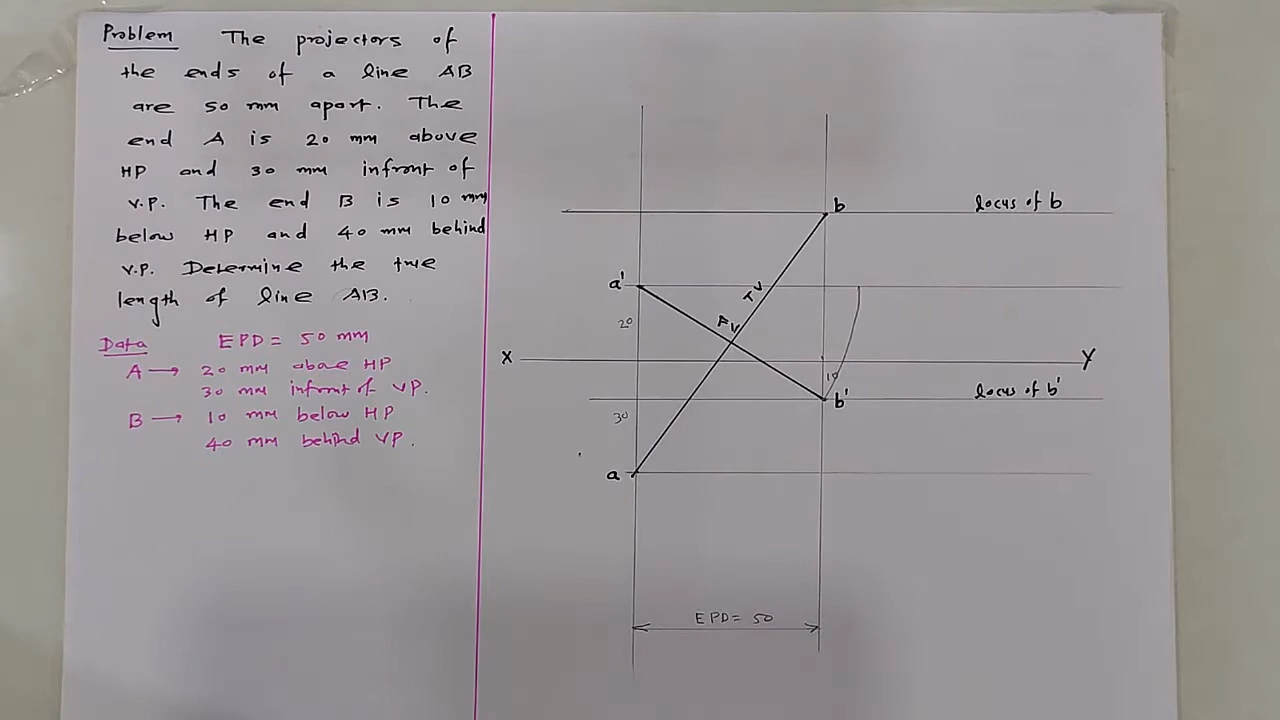 Problem The projectors of
the ends of a line AB
are 50 mm apart. The
end A is 20 mm above
HP and 30 mm infront of
V.P. The end B is 10 mm
below HP and 40 mm behind
V.P. Determine the true
length of line AB.
Data EPD = 50 mm
A → 20 mm above HP
30 mm infront of VP.
B → 10 mm below HP
40 mm behind VP.
b
locus of b
a'
TV
20
FV
X
Y
10
b'
locus of b'
30
a
EPD = 50